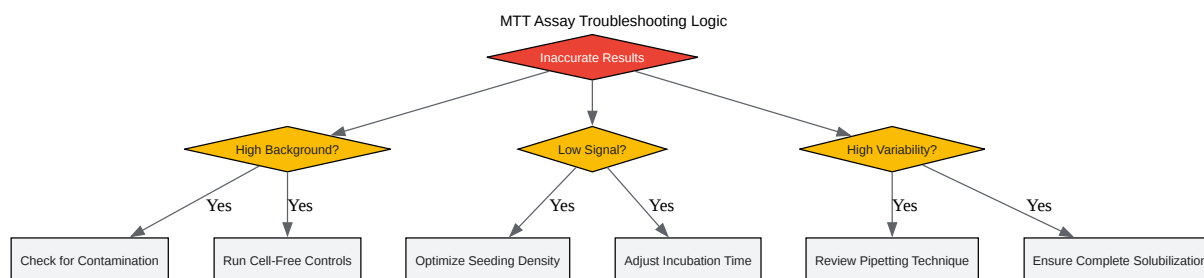 MTT Assay Troubleshooting Logic
Inaccurate Results
High Background?
Low Signal?
High Variability?
Yes
Yes
Yes
Yes
Yes
Yes
Check for Contamination
Run Cell-Free Controls
Optimize Seeding Density
Adjust Incubation Time
Review Pipetting Technique
Ensure Complete Solubilization